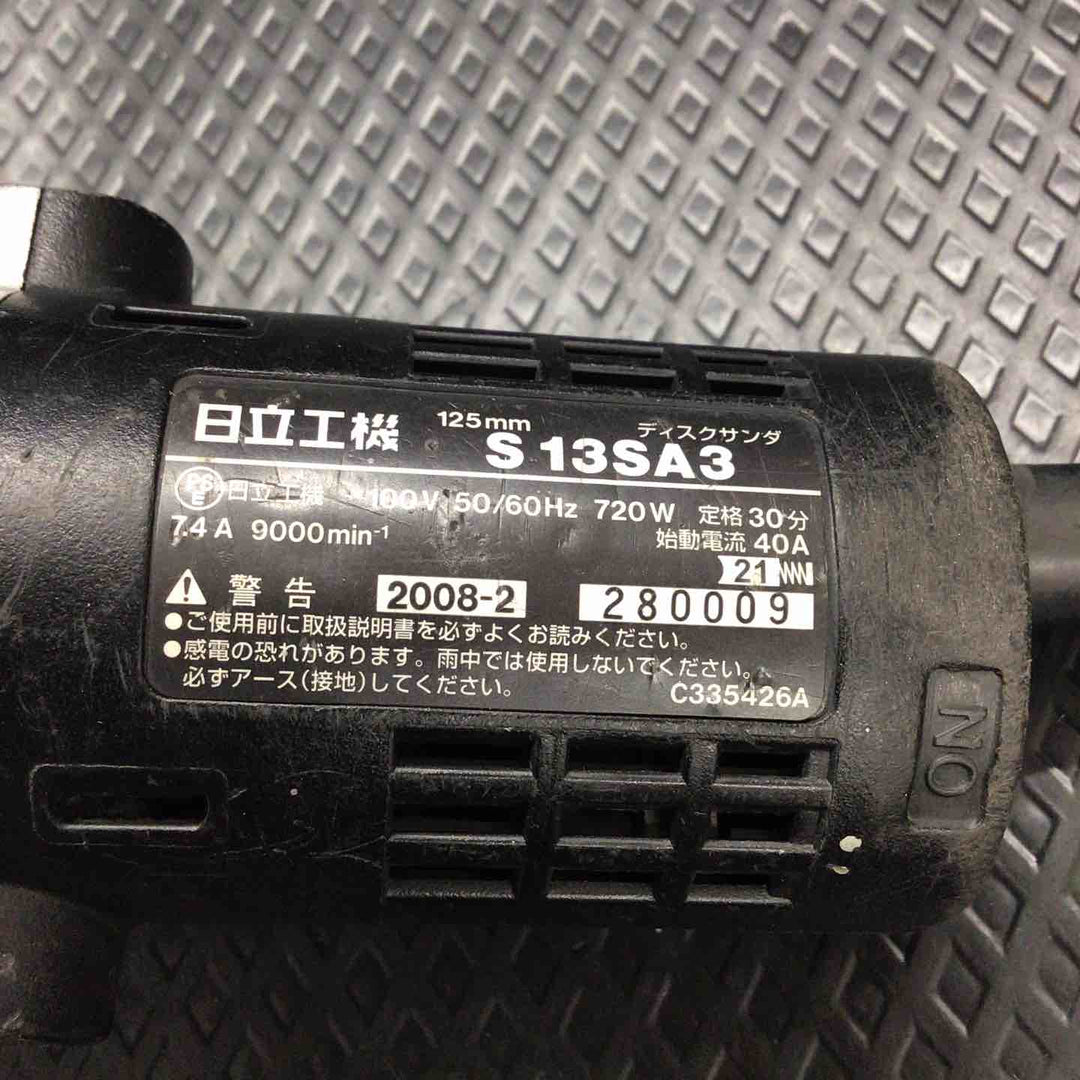 日立工機 125mm ディスクサンダ
S 13SA3
PS E 日立工機 100V 50/60Hz 720W 定格30分
7.4A 9000min⁻¹ 始動電流 40A
21
警告 2008-2 280009
●ご使用前に取扱説明書を必ずよくお読みください。
●感電の恐れがあります。雨中では使用しないでください。
必ずアース(接地)してください。 C335426A
ON